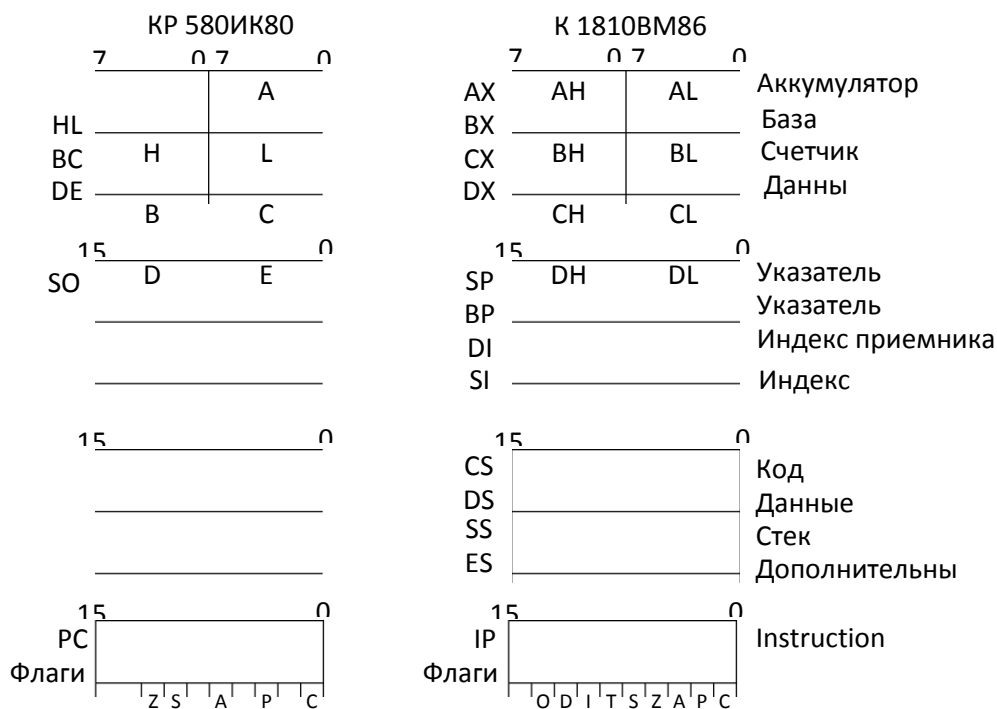 КР 580ИК80 К 1810ВМ86
7 0 7 0 7 0 7 0
A AX AH AL Аккумулятор
HL BX База
BC H L CX BH BL Счетчик
DE DX Данны
B C CH CL
15 0 15 0
SO D E SP DH DL Указатель
BP Указатель
DI Индекс приемника
SI Индекс
15 0 15 0
CS Код
DS Данные
SS Стек
ES Дополнительны
15 0 15 0
PC IP Instruction
Флаги Флаги
Z S A P C O D I T S Z A P C